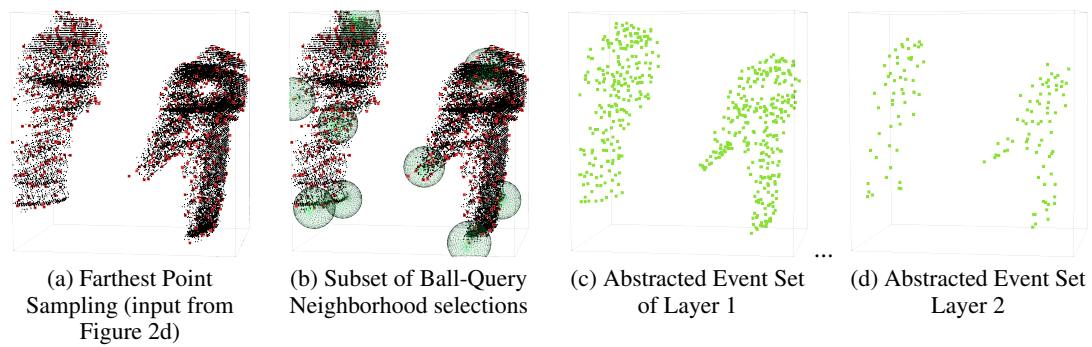 ...
(a) Farthest Point
Sampling (input from
Figure 2d)
(b) Subset of Ball-Query
Neighborhood selections
(c) Abstracted Event Set
of Layer 1
(d) Abstracted Event Set
Layer 2